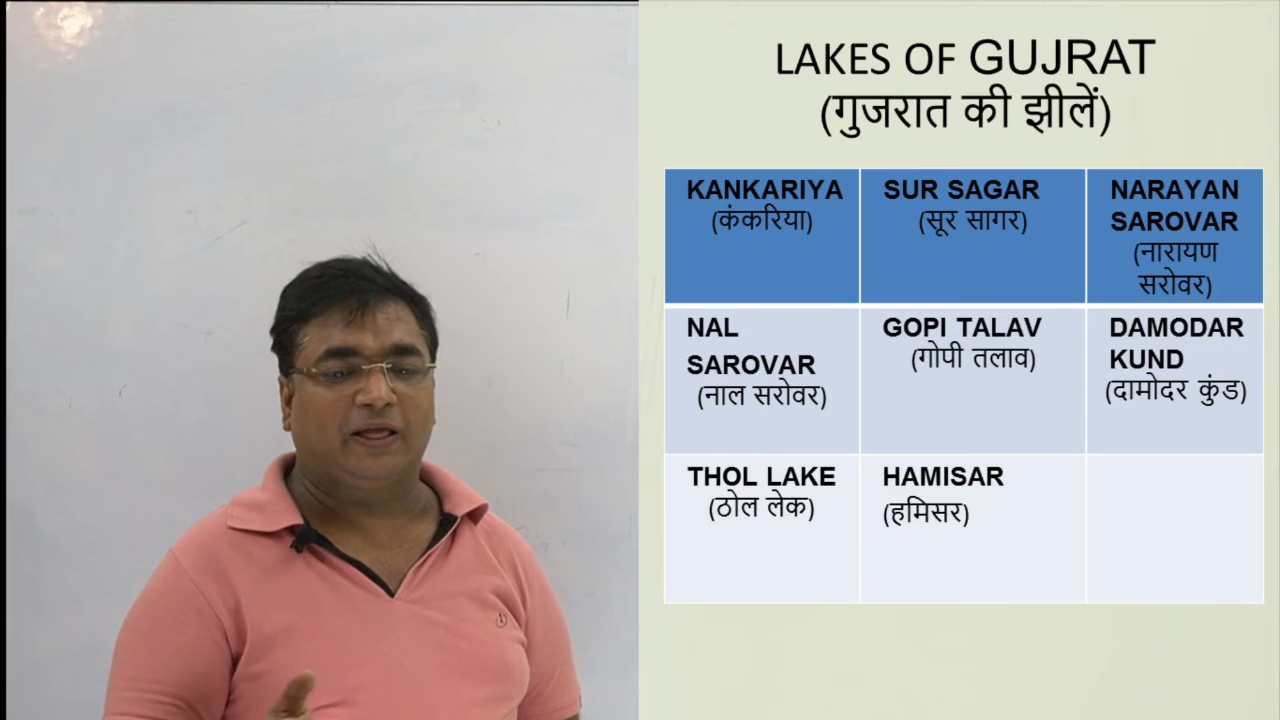 LAKES OF GUJRAT
(गुजरात की झीलें)
KANKARIYA
(कंकरिया)
SUR SAGAR
(सूर सागर)
NARAYAN
SAROVAR
(नारायण
सरोवर)
NAL
SAROVAR
(नाल सरोवर)
GOPI TALAV
(गोपी तलाव)
DAMODAR
KUND
(दामोदर कुंड)
THOL LAKE
(ठोल लेक)
HAMISAR
(हमिसर)